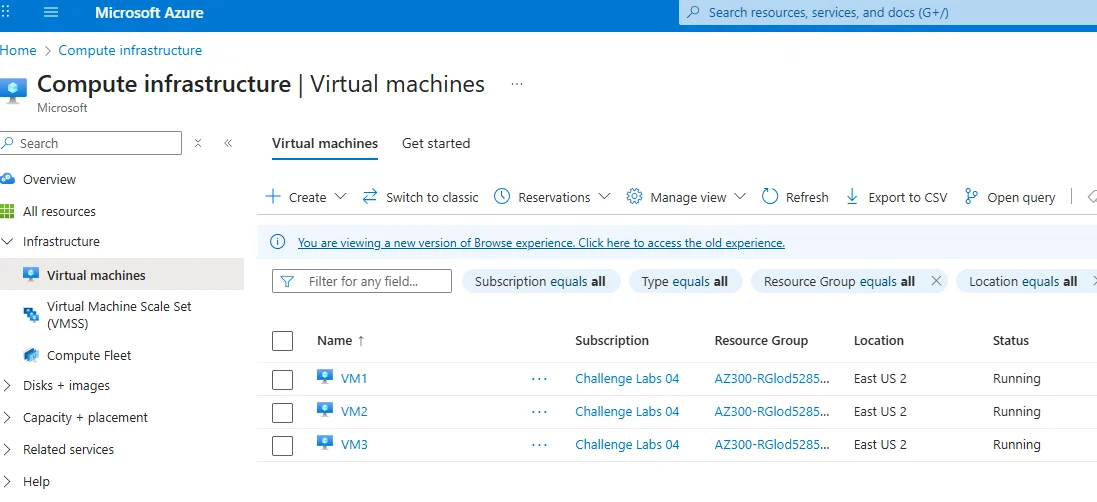 Microsoft Azure
Search resources, services, and docs (G+/)
Home > Compute infrastructure
Compute infrastructure | Virtual machines ...
Microsoft
Search
Overview
All resources
Infrastructure
Virtual machines
Virtual Machine Scale Set
(VMSS)
Compute Fleet
Disks + images
Capacity + placement
Related services
Help
Virtual machines Get started
Create Switch to classic Reservations Manage view Refresh Export to CSV Open query
You are viewing a new version of Browse experience. Click here to access the old experience.
Filter for any field... Subscription equals all Type equals all Resource Group equals all Location equals all
Name ↑ Subscription Resource Group Location Status
VM1 ... Challenge Labs 04 AZ300-RGlod5285... East US 2 Running
VM2 ... Challenge Labs 04 AZ300-RGlod5285... East US 2 Running
VM3 ... Challenge Labs 04 AZ300-RGlod5285... East US 2 Running